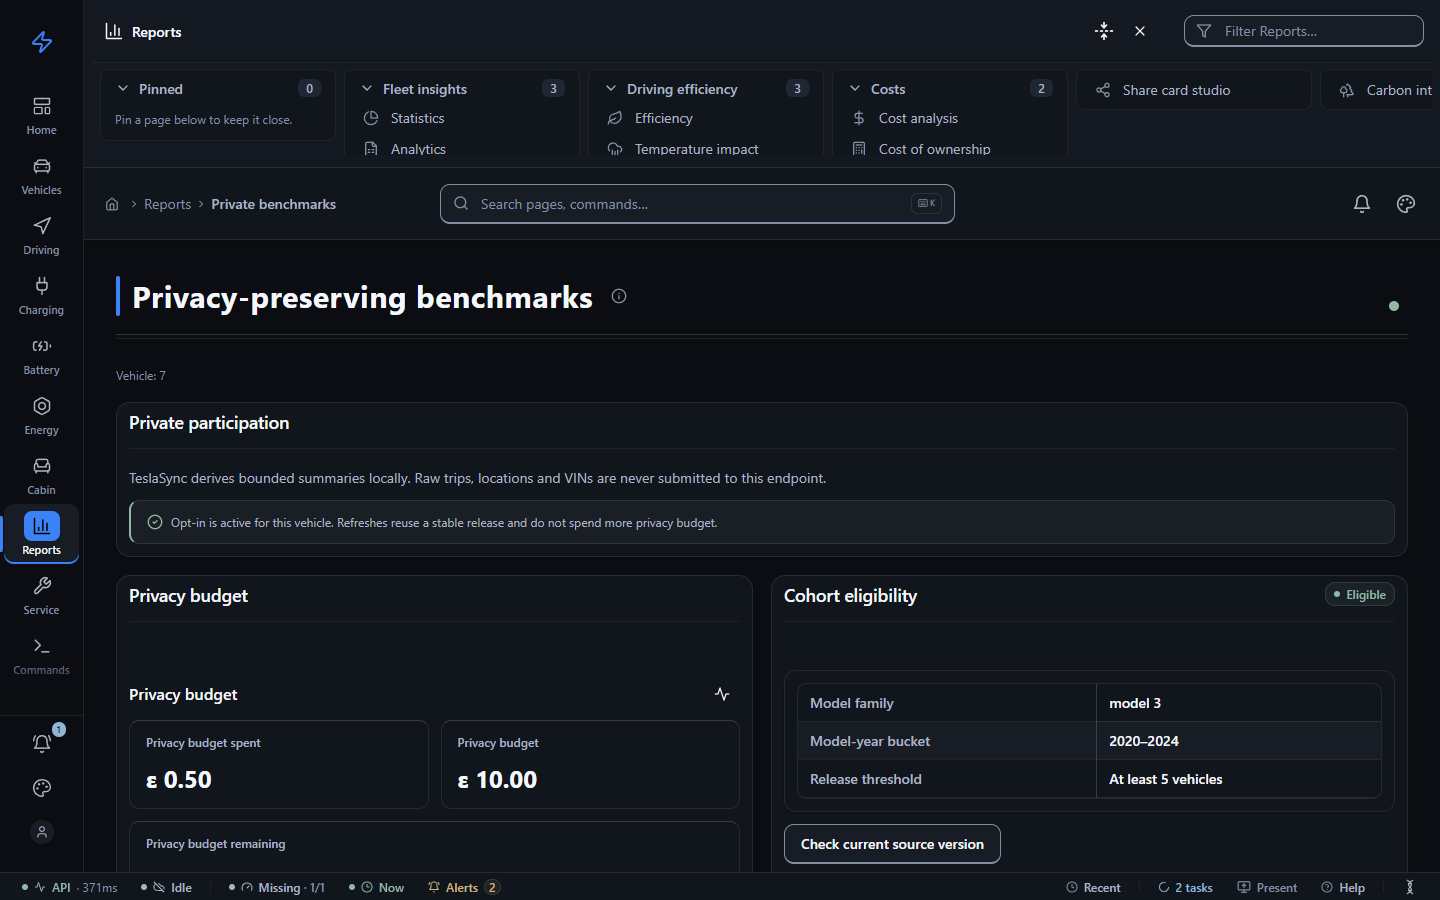 Reports
Filter Reports...
Pinned 0
Pin a page below to keep it close.
Fleet insights 3
Statistics
Analytics
Driving efficiency 3
Efficiency
Temperature impact
Costs 2
Cost analysis
Cost of ownership
Share card studio
Carbon int
Home
Vehicles
Driving
Charging
Battery
Energy
Cabin
Reports
Service
Commands
1
Reports
Private benchmarks
Search pages, commands...
K
Privacy-preserving benchmarks
Vehicle: 7
Private participation
TeslaSync derives bounded summaries locally. Raw trips, locations and VINs are never submitted to this endpoint.
Opt-in is active for this vehicle. Refreshes reuse a stable release and do not spend more privacy budget.
Privacy budget
Privacy budget
Privacy budget spent
ε 0.50
Privacy budget
ε 10.00
Privacy budget remaining
Cohort eligibility
Eligible
Model family model 3
Model-year bucket 2020–2024
Release threshold At least 5 vehicles
Check current source version
API · 371ms
Idle
Missing · 1/1
Now
Alerts 2
Recent
2 tasks
Present
Help